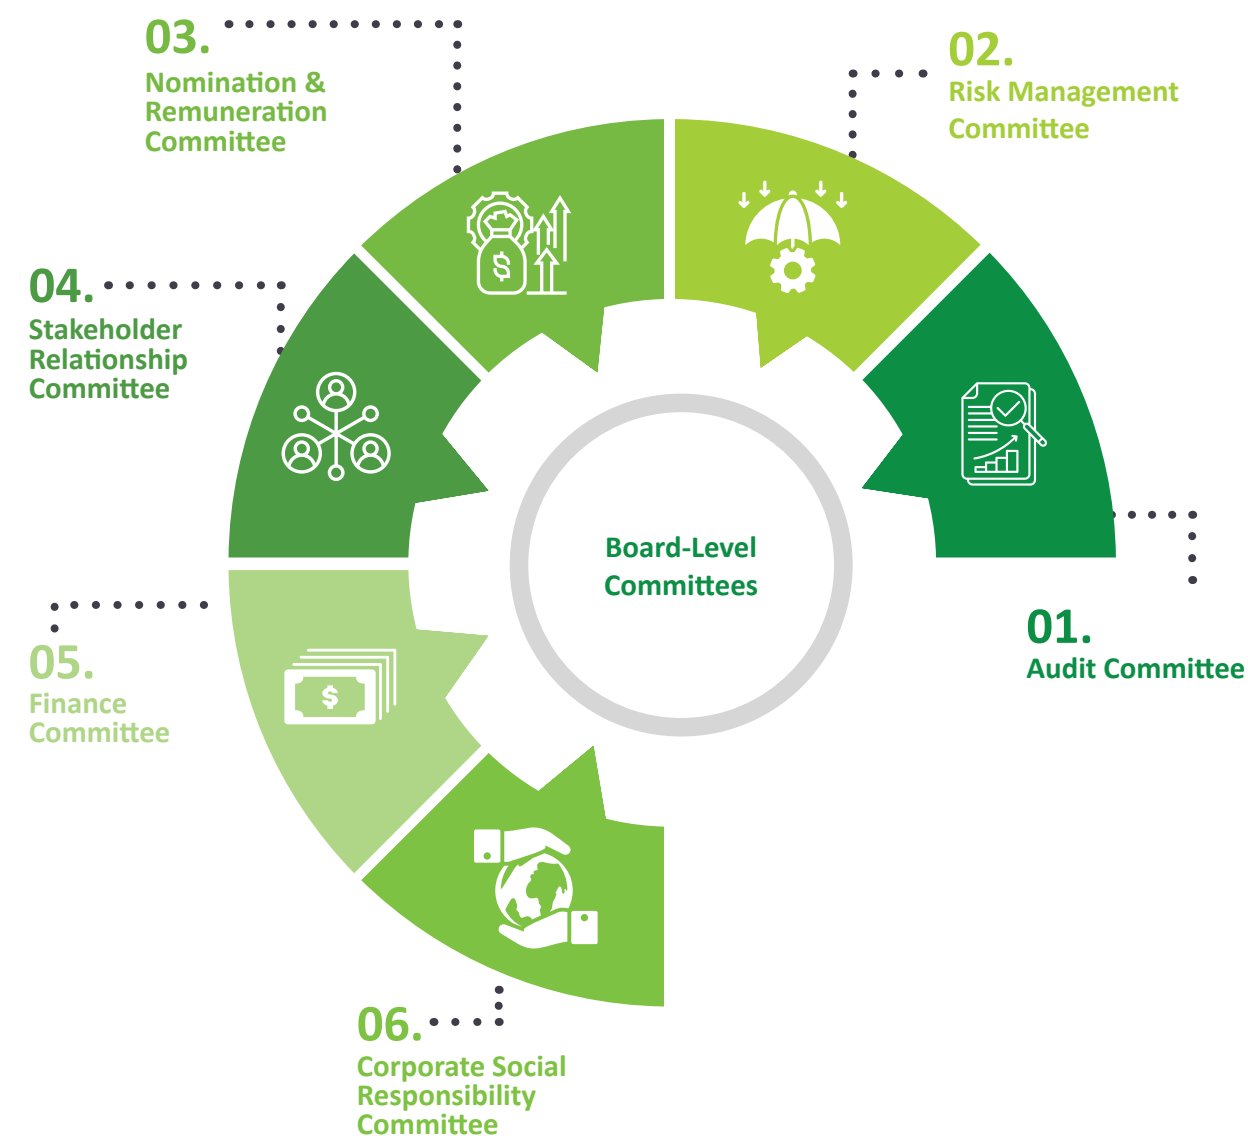 03.
Nomination &
Remuneration
Committee
02.
Risk Management
Committee
04.
Stakeholder
Relationship
Committee
$
Board-Level
Committees
01.
Audit Committee
05.
Finance
Committee
$
06.
Corporate Social
Responsibility
Committee